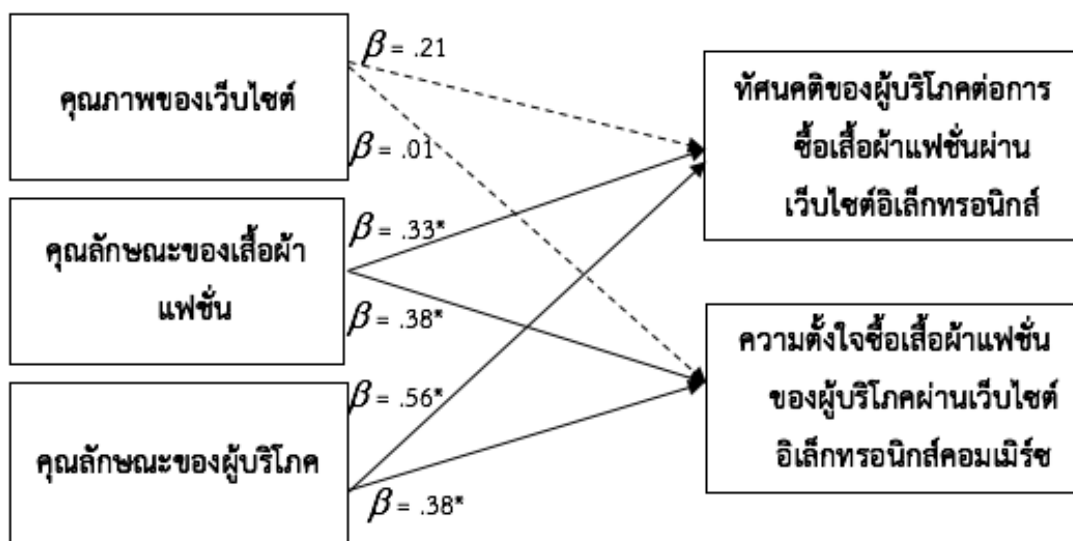 คุณภาพของเว็บไซต์
β = .21
β = .01
คุณลักษณะของเสื้อผ้า
แฟชั่น
β = .33*
β = .38*
คุณลักษณะของผู้บริโภค
β = .56*
β = .38*
ทัศนคติของผู้บริโภคต่อการ
ซื้อเสื้อผ้าแฟชั่นผ่าน
เว็บไซต์อิเล็กทรอนิกส์
ความตั้งใจซื้อเสื้อผ้าแฟชั่น
ของผู้บริโภคผ่านเว็บไซต์
อิเล็กทรอนิกส์คอมเมิร์ซ